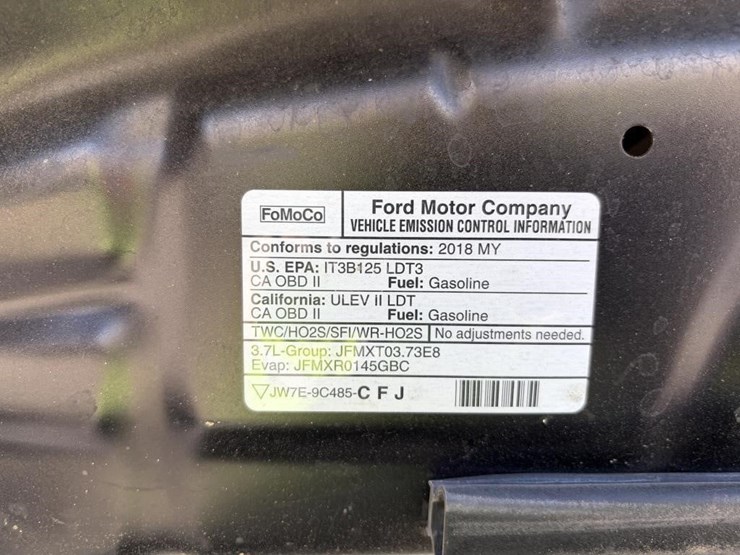 FoMoCo
Ford Motor Company
VEHICLE EMISSION CONTROL INFORMATION
Conforms to regulations: 2018 MY
U.S. EPA: IT3B125 LDT3
CA OBD II Fuel: Gasoline
California: ULEV II LDT
CA OBD II Fuel: Gasoline
TWC/HO2S/SFI/WR-HO2S No adjustments needed.
3.7L-Group: JFMXT03.73E8
Evap: JFMXR0145GBC
JW7E-9C485-C F J